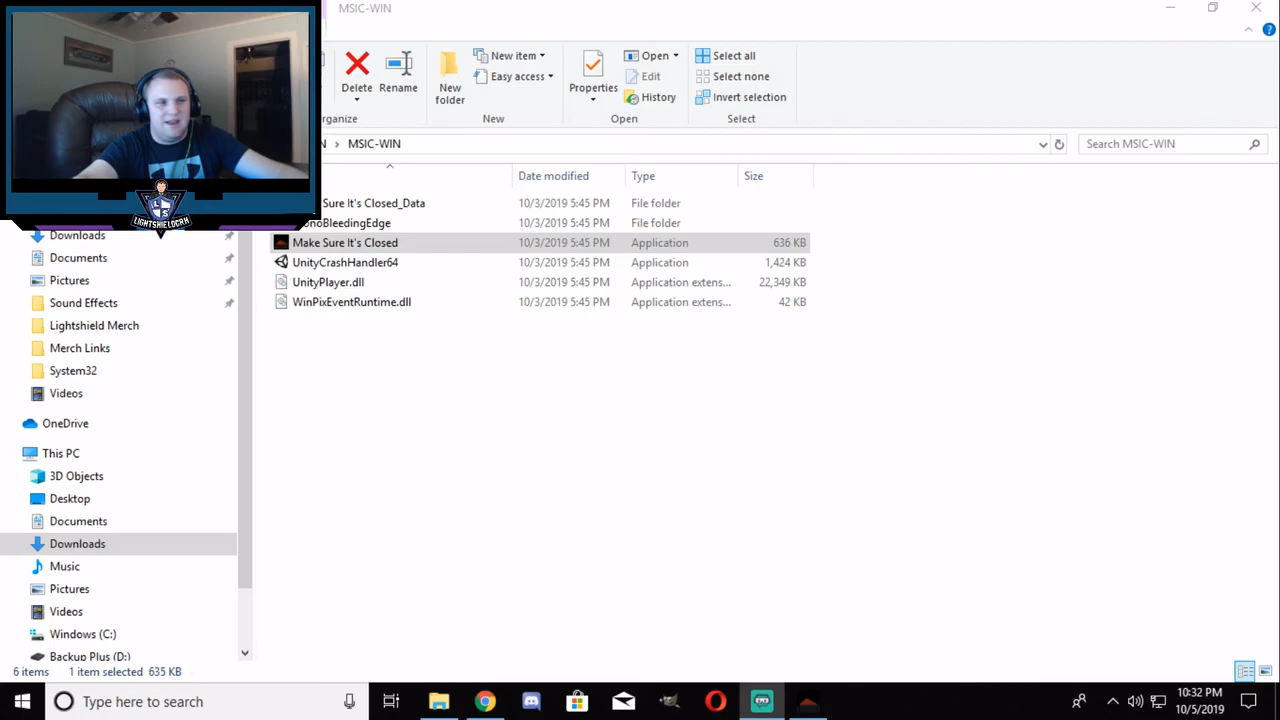 MSIC-WIN
Delete
Rename
New folder
New item
Easy access
Properties
Open
Edit
History
Select all
Select none
Invert selection
rganize
New
Open
Select
N > MSIC-WIN
Search MSIC-WIN
Date modified
Type
Size
Sure It's Closed_Data
10/3/2019 5:45 PM
File folder
onoBleedingEdge
10/3/2019 5:45 PM
File folder
Make Sure It's Closed
10/3/2019 5:45 PM
Application
636 KB
UnityCrashHandler64
10/3/2019 5:45 PM
Application
1,424 KB
UnityPlayer.dll
10/3/2019 5:45 PM
Application extens...
22,349 KB
WinPixEventRuntime.dll
10/3/2019 5:45 PM
Application extens...
42 KB
LS
LIGHTSHIELDGAH
Downloads
Documents
Pictures
Sound Effects
Lightshield Merch
Merch Links
System32
Videos
OneDrive
This PC
3D Objects
Desktop
Documents
Downloads
Music
Pictures
Videos
Windows (C:)
Backup Plus (D:)
6 items
1 item selected 635 KB
Type here to search
10:32 PM
10/5/2019